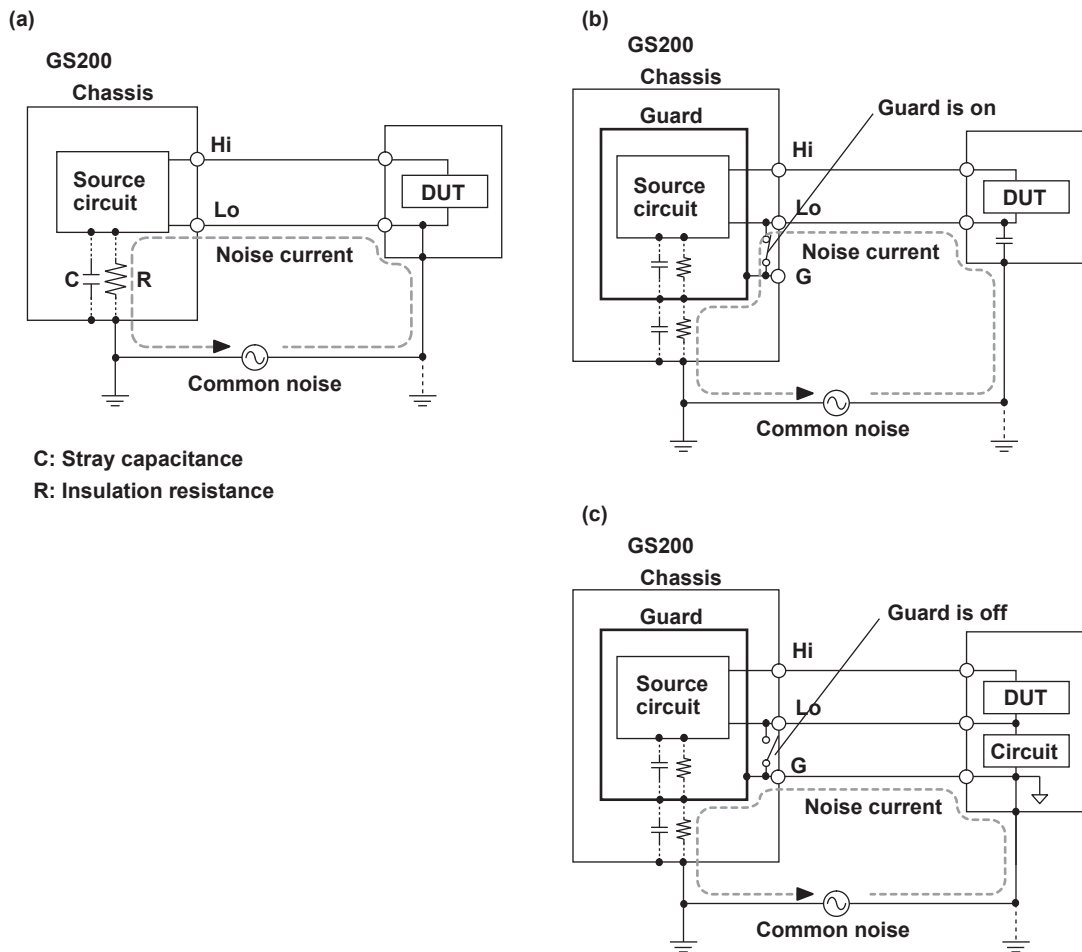 (a)
GS200
Chassis
Hi
Source
circuit
DUT
Lo
Noise current
C
R
Common noise
C: Stray capacitance
R: Insulation resistance
(b)
GS200
Chassis
Guard is on
Guard
Hi
Source
circuit
DUT
Lo
Noise current
G
Common noise
(c)
GS200
Chassis
Guard is off
Guard
Hi
Source
circuit
DUT
Lo
Circuit
G
Noise current
Common noise